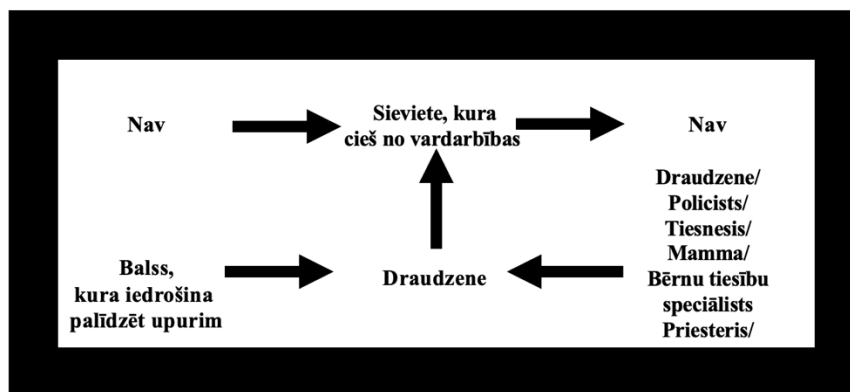 Nav
Sieviete, kura
cieš no vardarbības
Nav
Balss,
kura iedrošina
palīdzēt upurim
Draudzene
Draudzene/
Policists/
Tiesnesis/
Mamma/
Bērnu tiesību
speciālists
Priesteris/